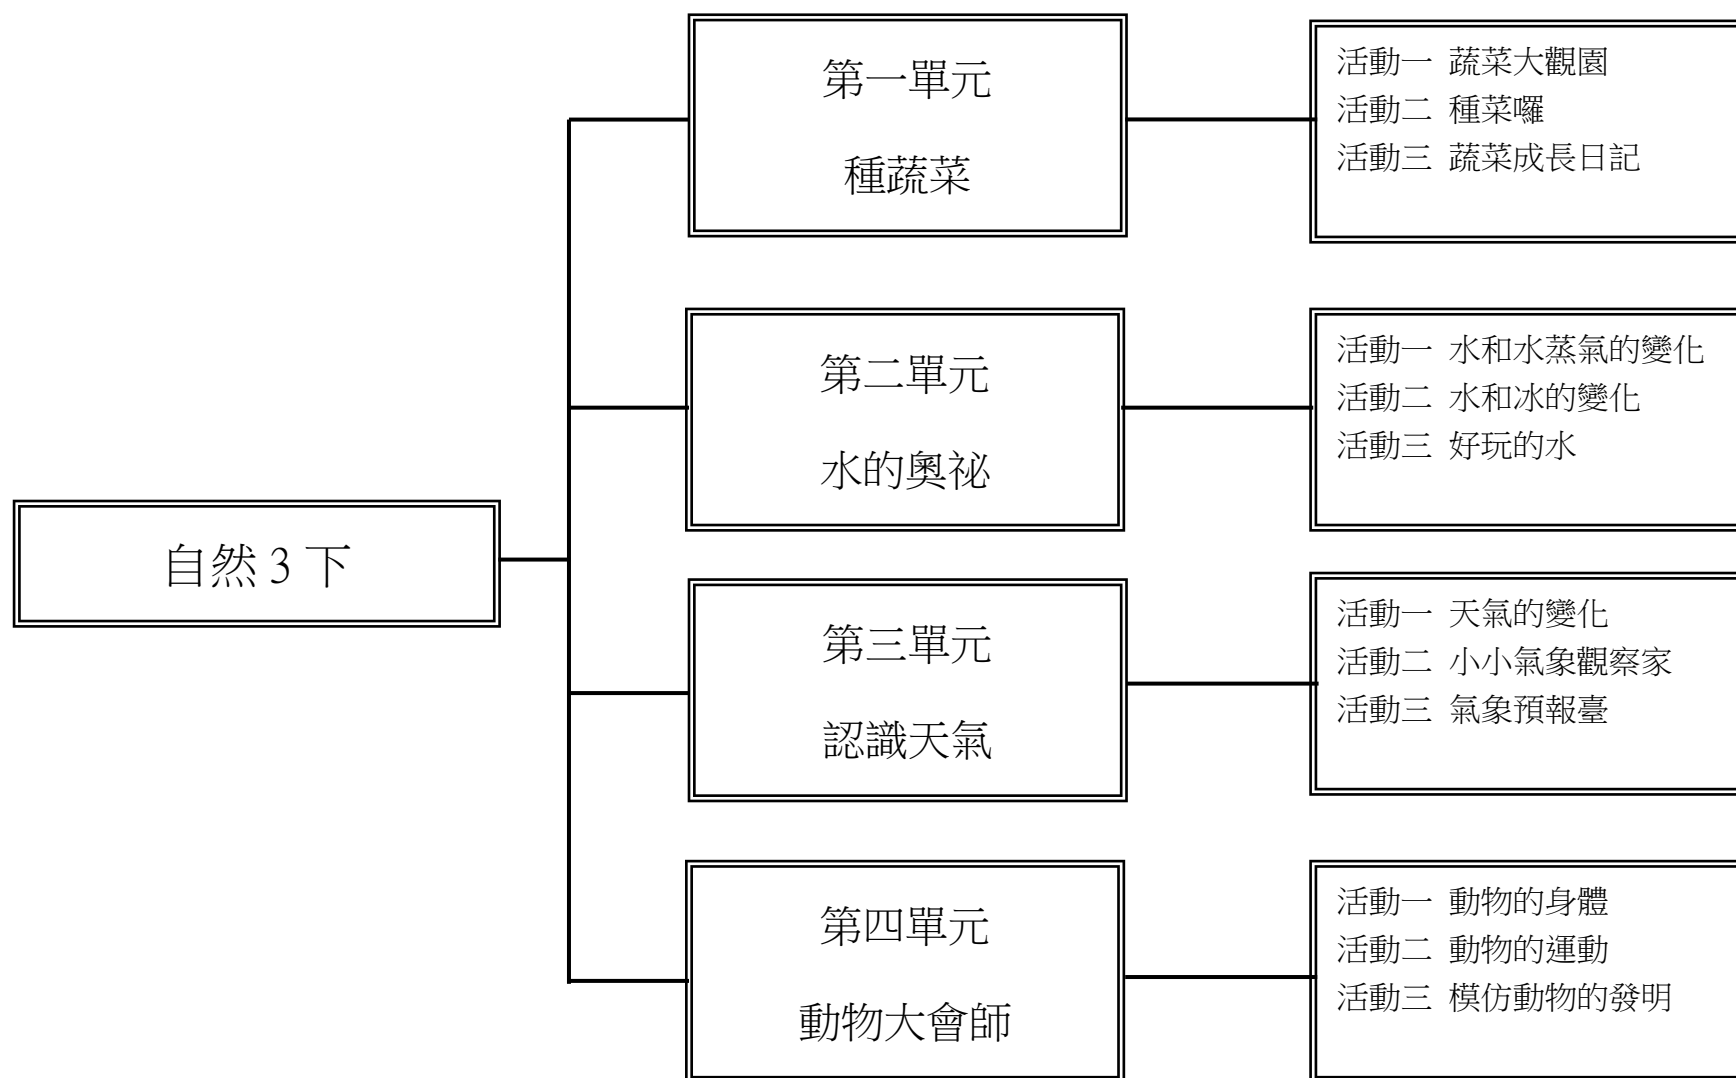 自然3下
第一單元
種蔬菜
活動一 蔬菜大觀園
活動二 種菜囉
活動三 蔬菜成長日記
第二單元
水的奧祕
活動一 水和水蒸氣的變化
活動二 水和冰的變化
活動三 好玩的水
第三單元
認識天氣
活動一 天氣的變化
活動二 小小氣象觀察家
活動三 氣象預報臺
第四單元
動物大會師
活動一 動物的身體
活動二 動物的運動
活動三 模仿動物的發明